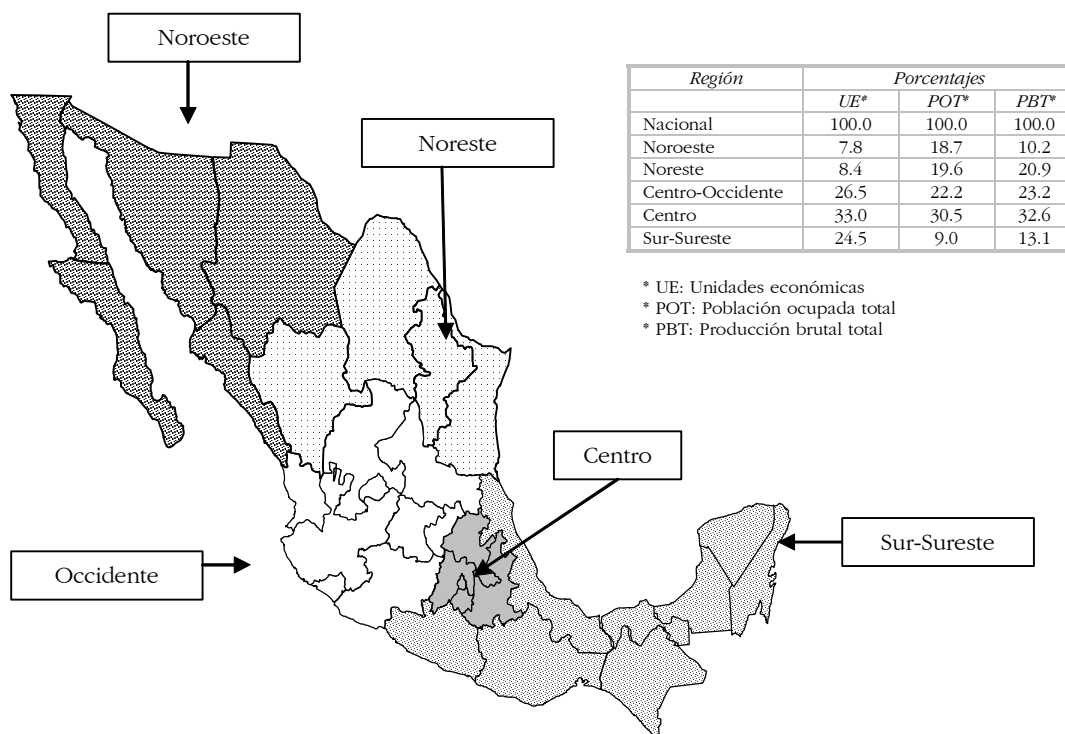 Noroeste
Noreste
Región Porcentajes
UE* POT* PBT*
Nacional 100.0 100.0 100.0
Noroeste 7.8 18.7 10.2
Noreste 8.4 19.6 20.9
Centro-Occidente 26.5 22.2 23.2
Centro 33.0 30.5 32.6
Sur-Sureste 24.5 9.0 13.1
* UE: Unidades económicas
* POT: Población ocupada total
* PBT: Producción brutal total
Centro
Sur-Sureste
Occidente